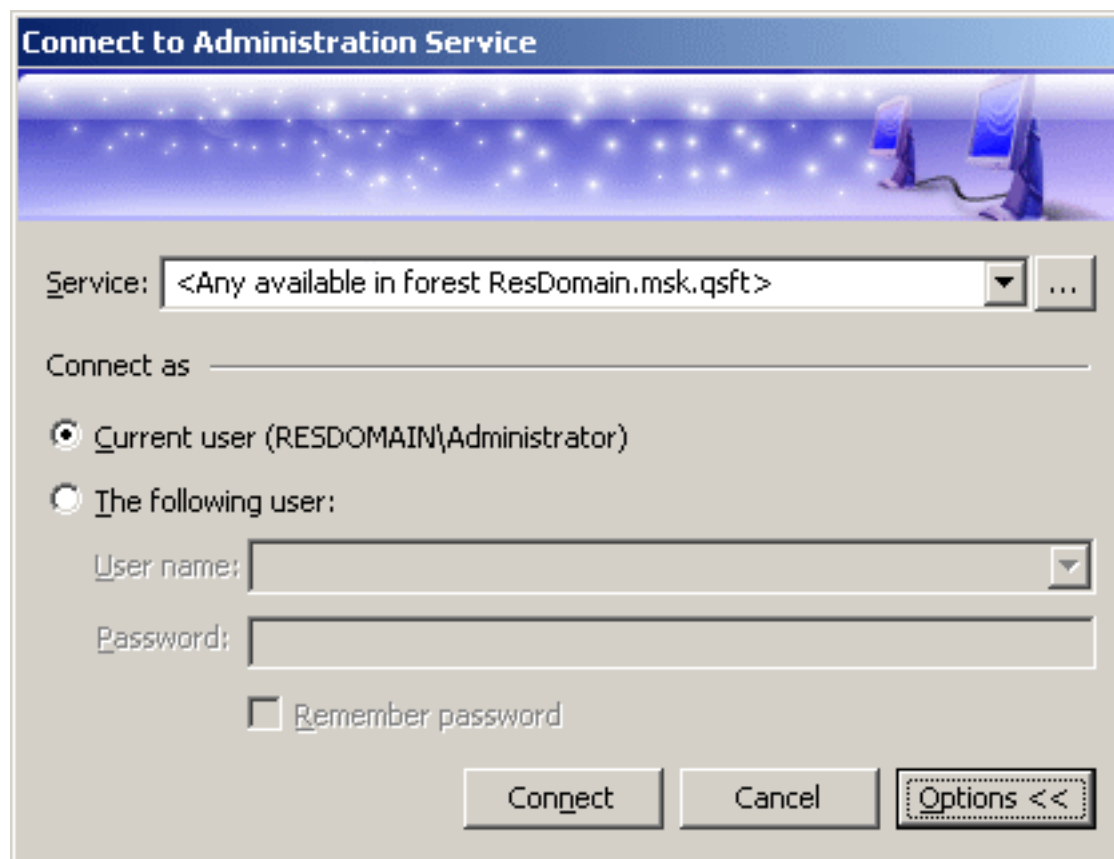 Connect to Administration Service
Service: <Any available in forest ResDomain.msk.qsft> ...
Connect as
Current user (RESDOMAIN\Administrator)
The following user:
User name:
Password:
Remember password
Connect Cancel Options <<